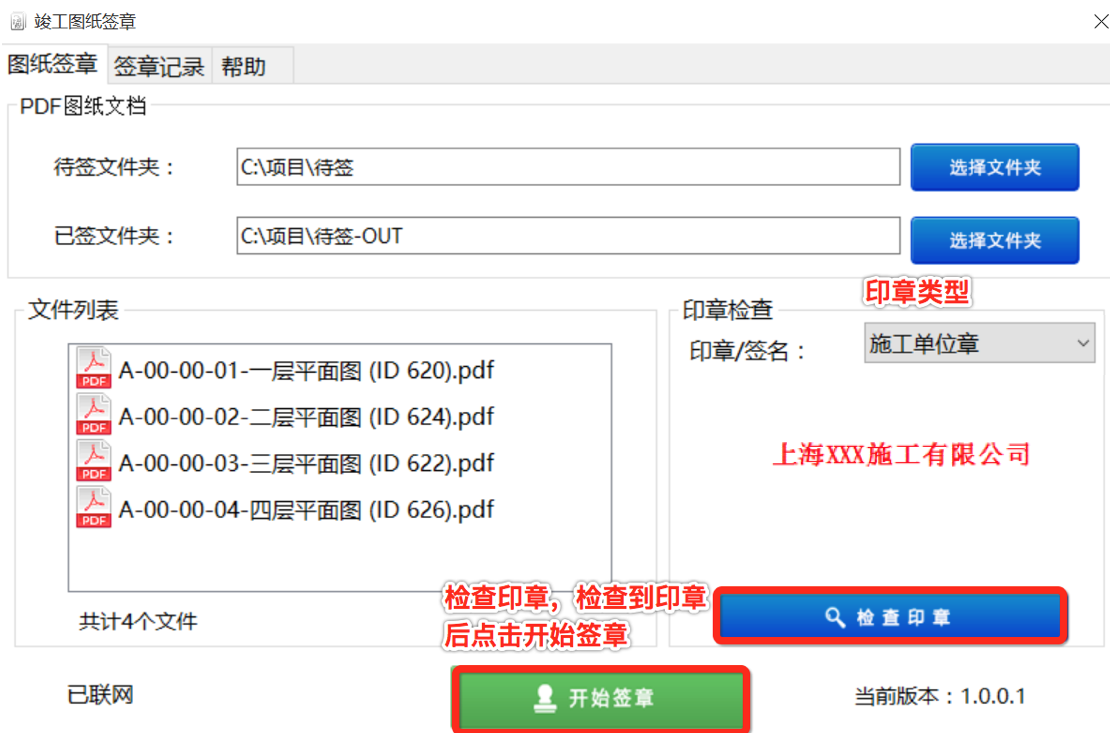 竣工图纸签章
图纸签章 签章记录 帮助
PDF图纸文档
待签文件夹： C:\项目\待签 选择文件夹
已签文件夹： C:\项目\待签-OUT 选择文件夹
印章类型
文件列表
PDF A-00-00-01-一层平面图 (ID 620).pdf
PDF A-00-00-02-二层平面图 (ID 624).pdf
PDF A-00-00-03-三层平面图 (ID 622).pdf
PDF A-00-00-04-四层平面图 (ID 626).pdf
共计4个文件
印章检查
印章/签名： 施工单位章
上海XXX施工有限公司
检查印章，检查到印章
后点击开始签章
检查印章
已联网
开始签章
当前版本：1.0.0.1